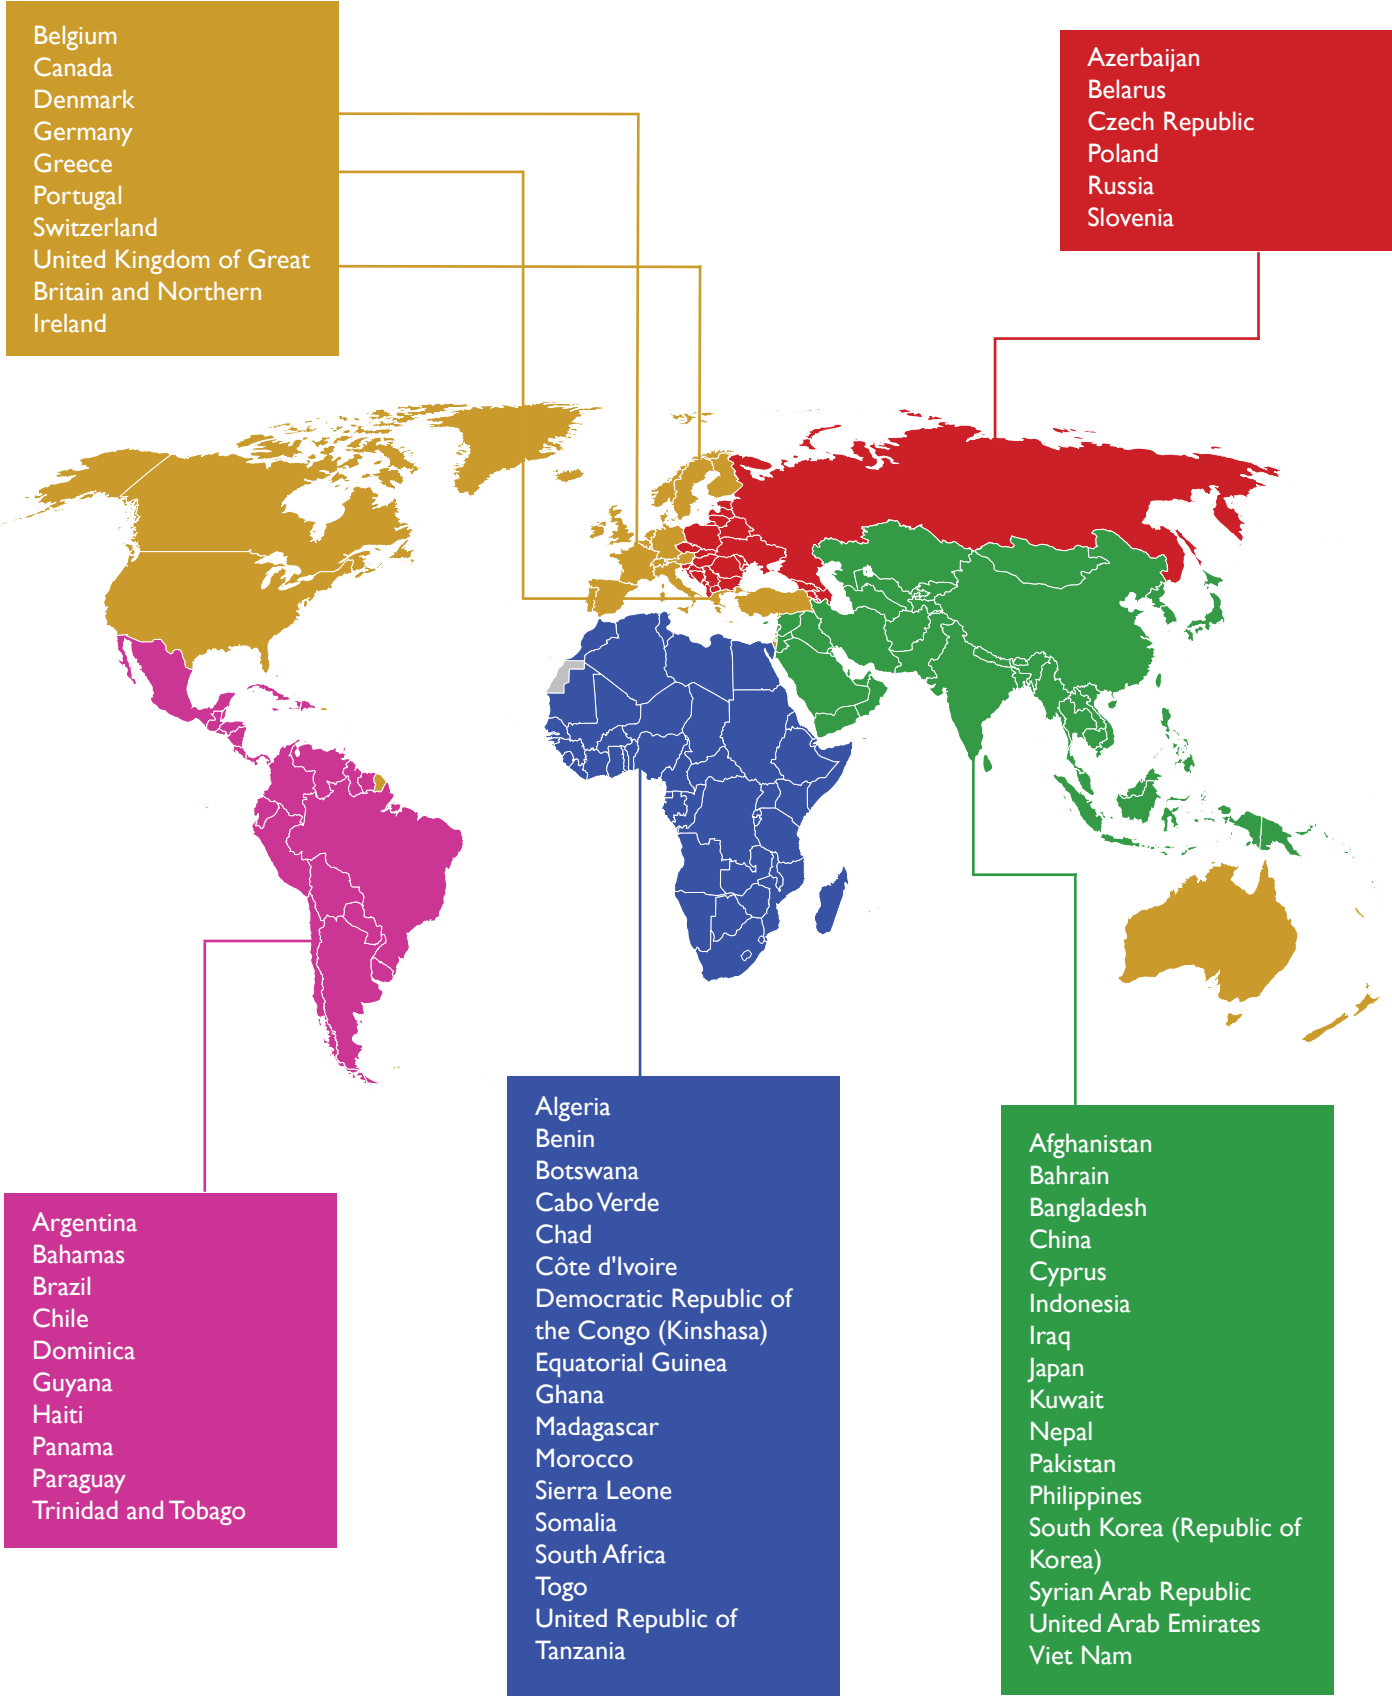 Belgium
Canada
Denmark
Germany
Greece
Portugal
Switzerland
United Kingdom of Great
Britain and Northern
Ireland
Azerbaijan
Belarus
Czech Republic
Poland
Russia
Slovenia
Argentina
Bahamas
Brazil
Chile
Dominica
Guyana
Haiti
Panama
Paraguay
Trinidad and Tobago
Algeria
Benin
Botswana
Cabo Verde
Chad
Côte d'Ivoire
Democratic Republic of
the Congo (Kinshasa)
Equatorial Guinea
Ghana
Madagascar
Morocco
Sierra Leone
Somalia
South Africa
Togo
United Republic of
Tanzania
Afghanistan
Bahrain
Bangladesh
China
Cyprus
Indonesia
Iraq
Japan
Kuwait
Nepal
Pakistan
Philippines
South Korea (Republic of
Korea)
Syrian Arab Republic
United Arab Emirates
Viet Nam